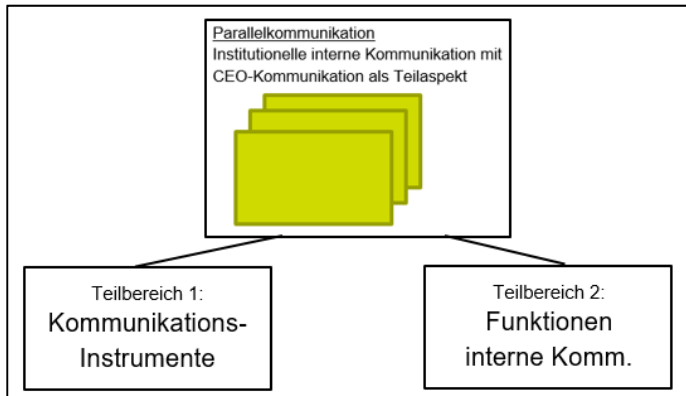 Parallelkommunikation
Institutionelle interne Kommunikation mit
CEO-Kommunikation als Teilaspekt
Teilbereich 1:
Kommunikations-
Instrumente
Teilbereich 2:
Funktionen
interne Komm.